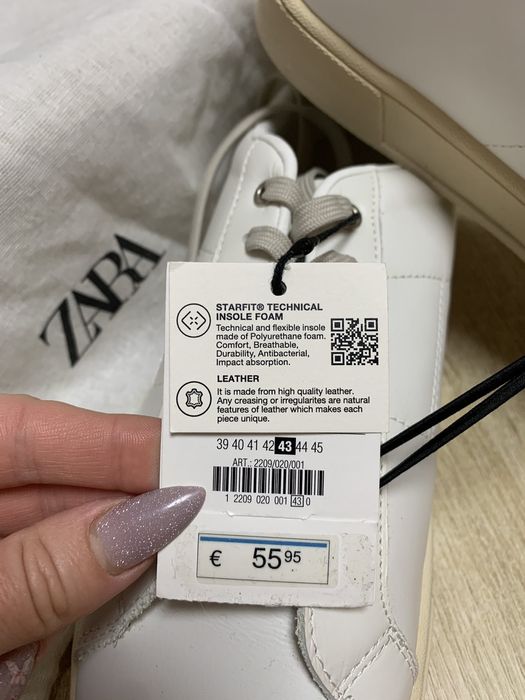 ZARA
STARFIT® TECHNICAL
INSOLE FOAM
Technical and flexible insole
made of Polyurethane foam.
Comfort, Breathable,
Durability, Antibacterial,
Impact absorption.
LEATHER
It is made from high quality leather.
Any creasing or irregularites are natural
features of leather which makes each
piece unique.
39 40 41 42 43 44 45
ART.: 2209/020/001
1 2209 020 001 43 0
€ 55 95